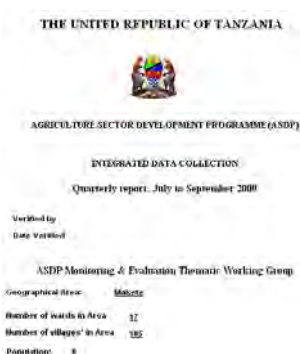 THE UNITED REPUBLIC OF TANZANIA
AGRICULTURE SECTOR DEVELOPMENT PROGRAMME (ASDP)
INTEGRATED DATA COLLECTION
Quarterly report: July to September 2009
Verified by
Date Verified
ASDP Monitoring & Evaluation Thematic Working Group
Geographical Area: Makete
Number of wards in Area 17
Number of villages' in Area
Population: